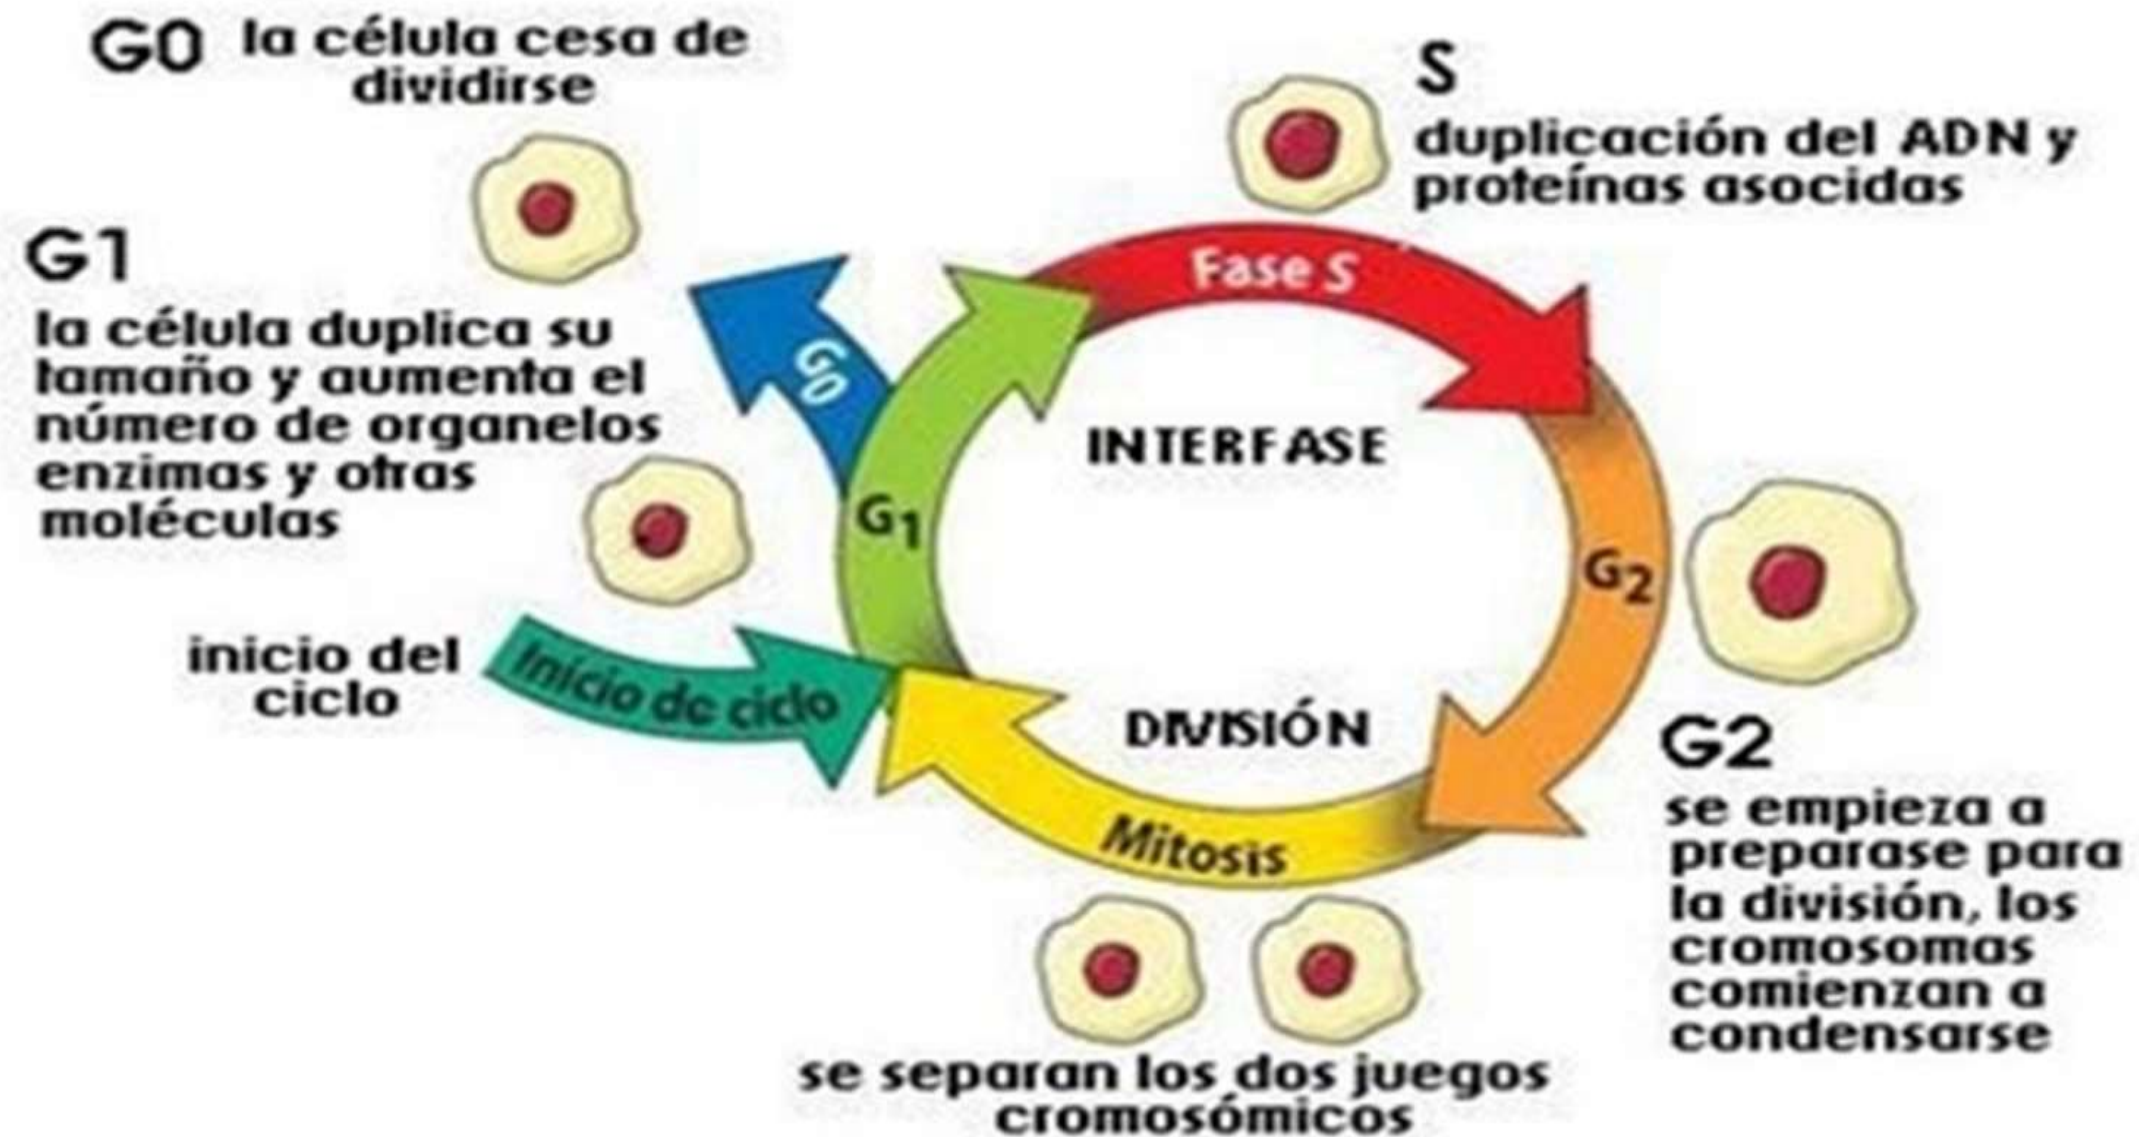 G0 la célula cesa de
dividirse
S
duplicación del ADN y
proteínas asocidas
G1
la célula duplica su
tamaño y aumenta el
número de organelos
enzimas y otras
moléculas
G0
Fase S
INTERFASE
G1
G2
inicio del
ciclo
Início de ciclo
DIVISIÓN
Mitosis
G2
se empieza a
preparase para
la división, los
cromosomas
comienzan a
condensarse
se separan los dos juegos
cromosómicos